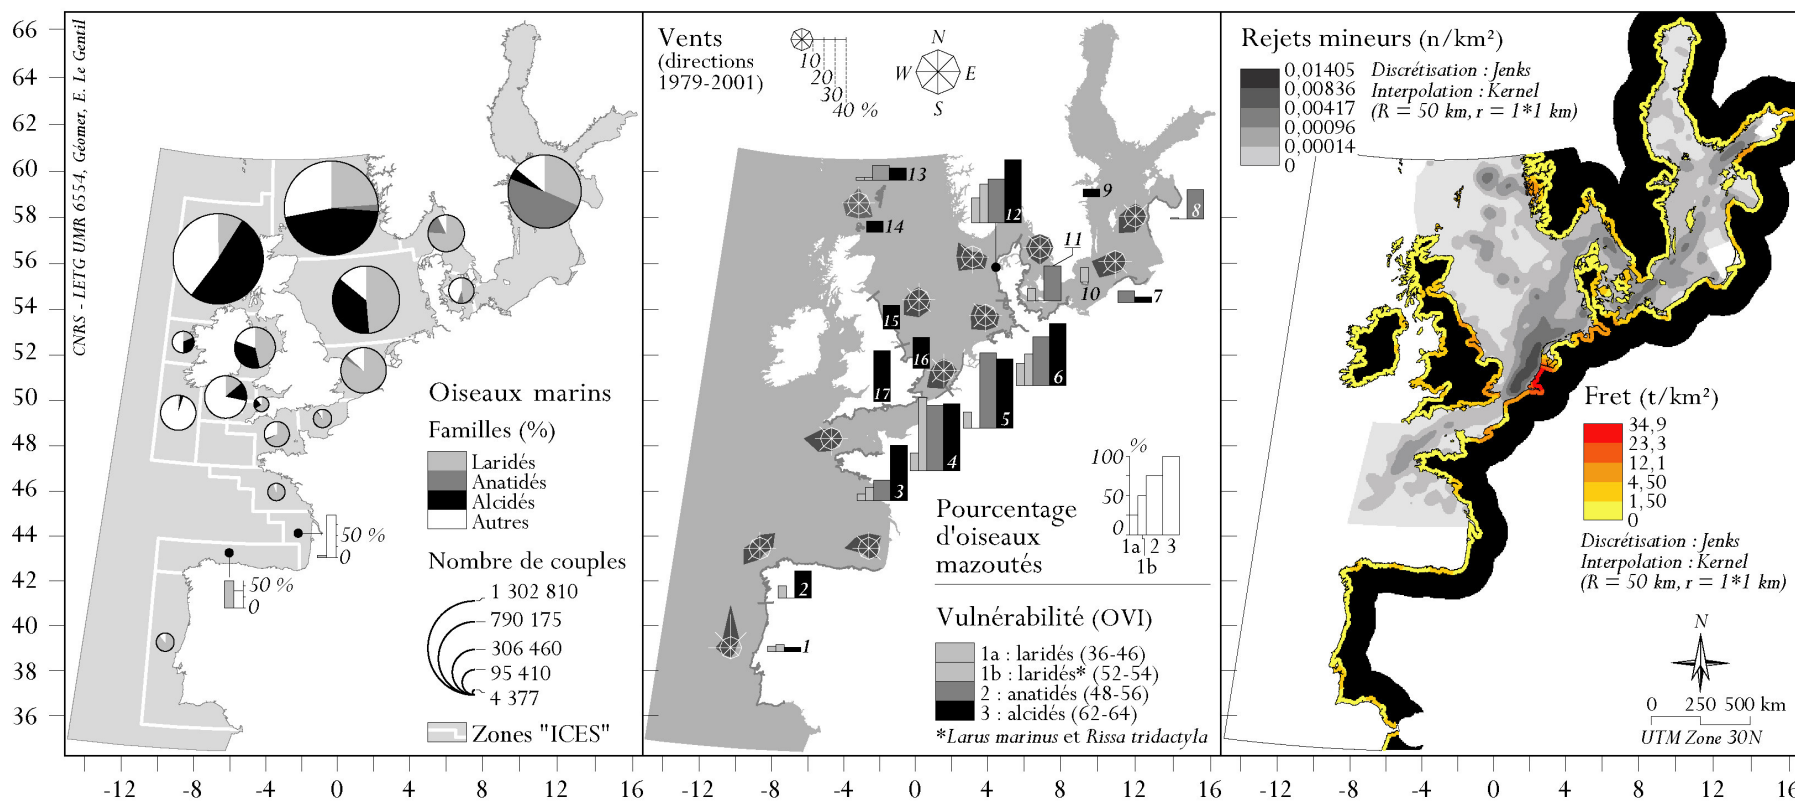 66
64
62
60
58
56
54
52
50
48
46
44
42
40
38
36
CNRS - LETG UMR 6554, Géomer, E. Le Gentil
Oiseaux marins
Familles (%)
Laridés
Anatidés
Alcidés
Autres
50 %
0
50 %
0
Nombre de couples
1 302 810
790 175
306 460
95 410
4 377
Zones "ICES"
-12 -8 -4 0 4 8 12 16
Vents
(directions
1979-2001)
10
20
30
40 %
N
W E
S
13
14
12
9
8
11
10
7
15
16
17
6
5
4
3
2
1
%
100
50
0
1a 2 3
1b
Pourcentage
d'oiseaux
mazoutés
Vulnérabilité (OVI)
1a : laridés (36-46)
1b : laridés* (52-54)
2 : anatidés (48-56)
3 : alcidés (62-64)
*Larus marinus et Rissa tridactyla
-12 -8 -4 0 4 8 12 16
Rejets mineurs (n/km²)
0,01405
0,00836
0,00417
0,00096
0,00014
0
Discrétisation : Jenks
Interpolation : Kernel
(R = 50 km, r = 1*1 km)
Fret (t/km²)
34,9
23,3
12,1
4,50
1,50
0
Discrétisation : Jenks
Interpolation : Kernel
(R = 50 km, r = 1*1 km)
N
0 250 500 km
UTM Zone 30N
-12 -8 -4 0 4 8 12 16